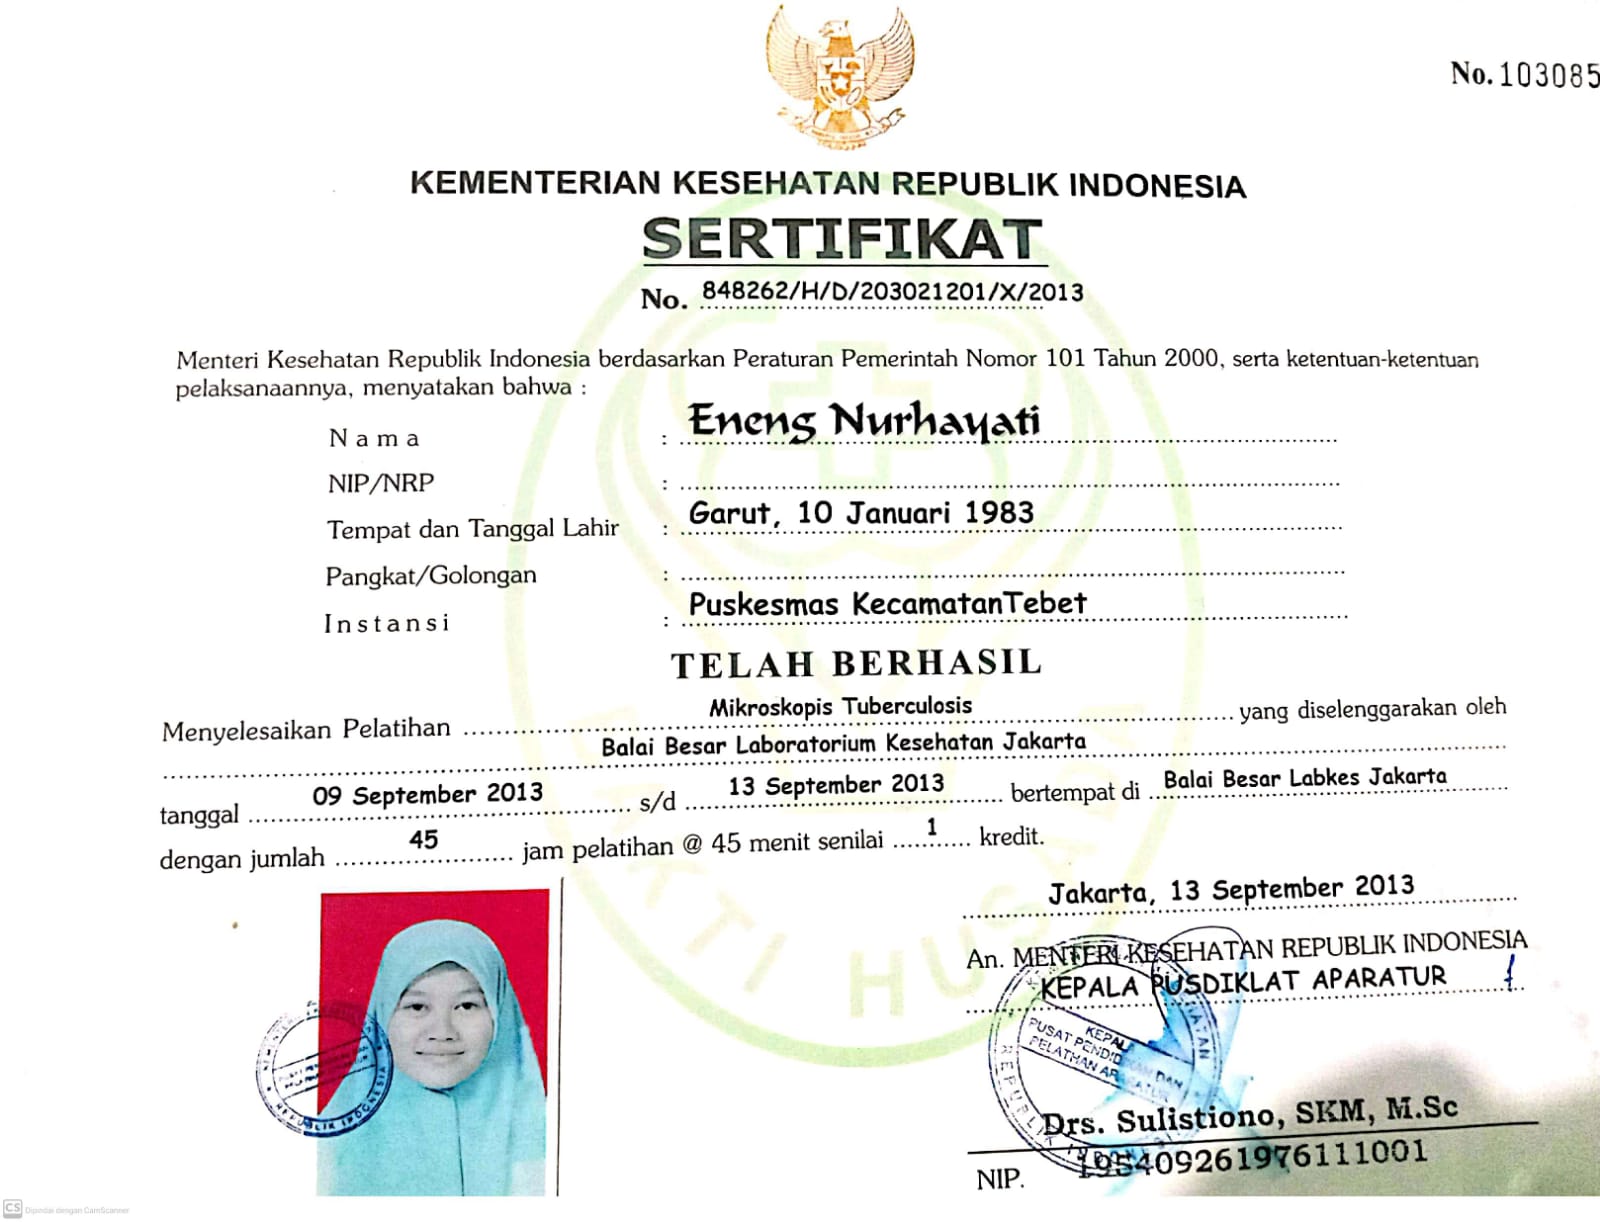 No. 103085
KEMENTERIAN KESEHATAN REPUBLIK INDONESIA
SERTIFIKAT
No. 848262/H/D/203021201/X/2013
Menteri Kesehatan Republik Indonesia berdasarkan Peraturan Pemerintah Nomor 101 Tahun 2000, serta ketentuan-ketentuan
pelaksanaannya, menyatakan bahwa :
Nama : Eneng Nurhayati
NIP/NRP :
Tempat dan Tanggal Lahir : Garut, 10 Januari 1983
Pangkat/Golongan :
Instansi : Puskesmas KecamatanTebet
TELAH BERHASIL
Menyelesaikan Pelatihan Mikroskopis Tuberculosis yang diselenggarakan oleh
Balai Besar Laboratorium Kesehatan Jakarta
tanggal 09 September 2013 s/d 13 September 2013 bertempat di Balai Besar Labkes Jakarta
dengan jumlah 45 jam pelatihan @ 45 menit senilai 1 kredit.
BAKTI HUSADA
Jakarta, 13 September 2013
An. MENTERI KESEHATAN REPUBLIK INDONESIA
KEPALA PUSDIKLAT APARATUR
KEPALA
PUSAT PENDIDIKAN DAN
PELATIHAN APARATUR
REPUBLIK INDONESIA
Drs. Sulistiono, SKM, M.Sc
NIP. 195409261976111001
REPUBLIK INDONESIA
CS Dipindai dengan CamScanner